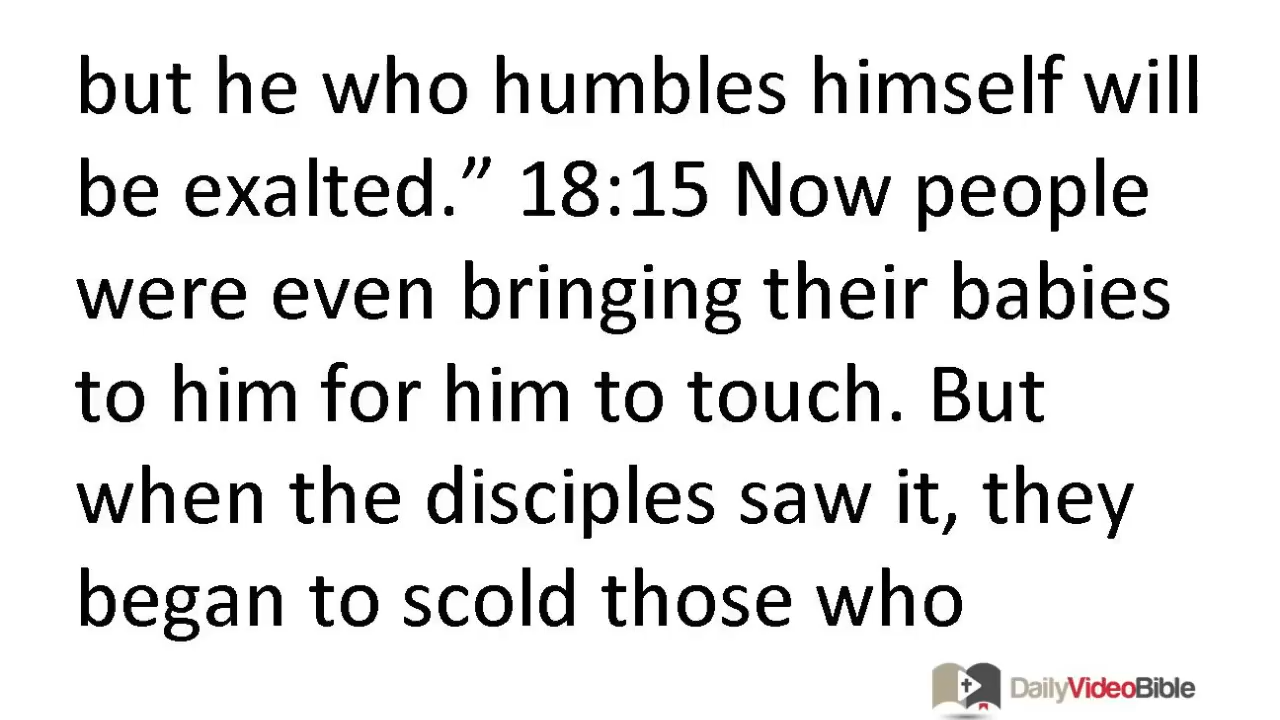 but he who humbles himself will
be exalted.” 18:15 Now people
were even bringing their babies
to him for him to touch. But
when the disciples saw it, they
began to scold those who
DailyVideoBible